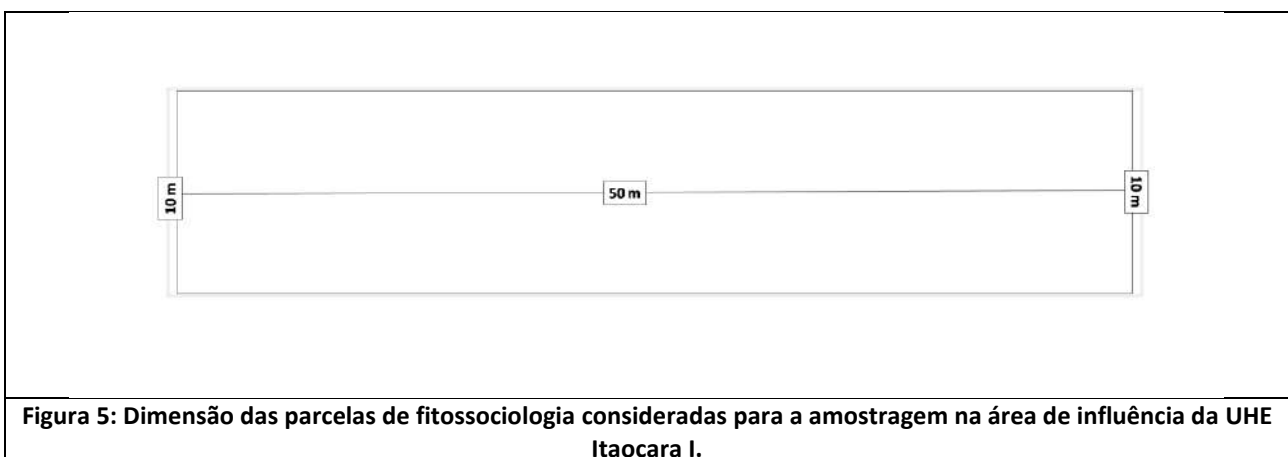 10 m
50 m
10 m
Figura 5: Dimensão das parcelas de fitossociologia consideradas para a amostragem na área de influência da UHE
Itaocara I.